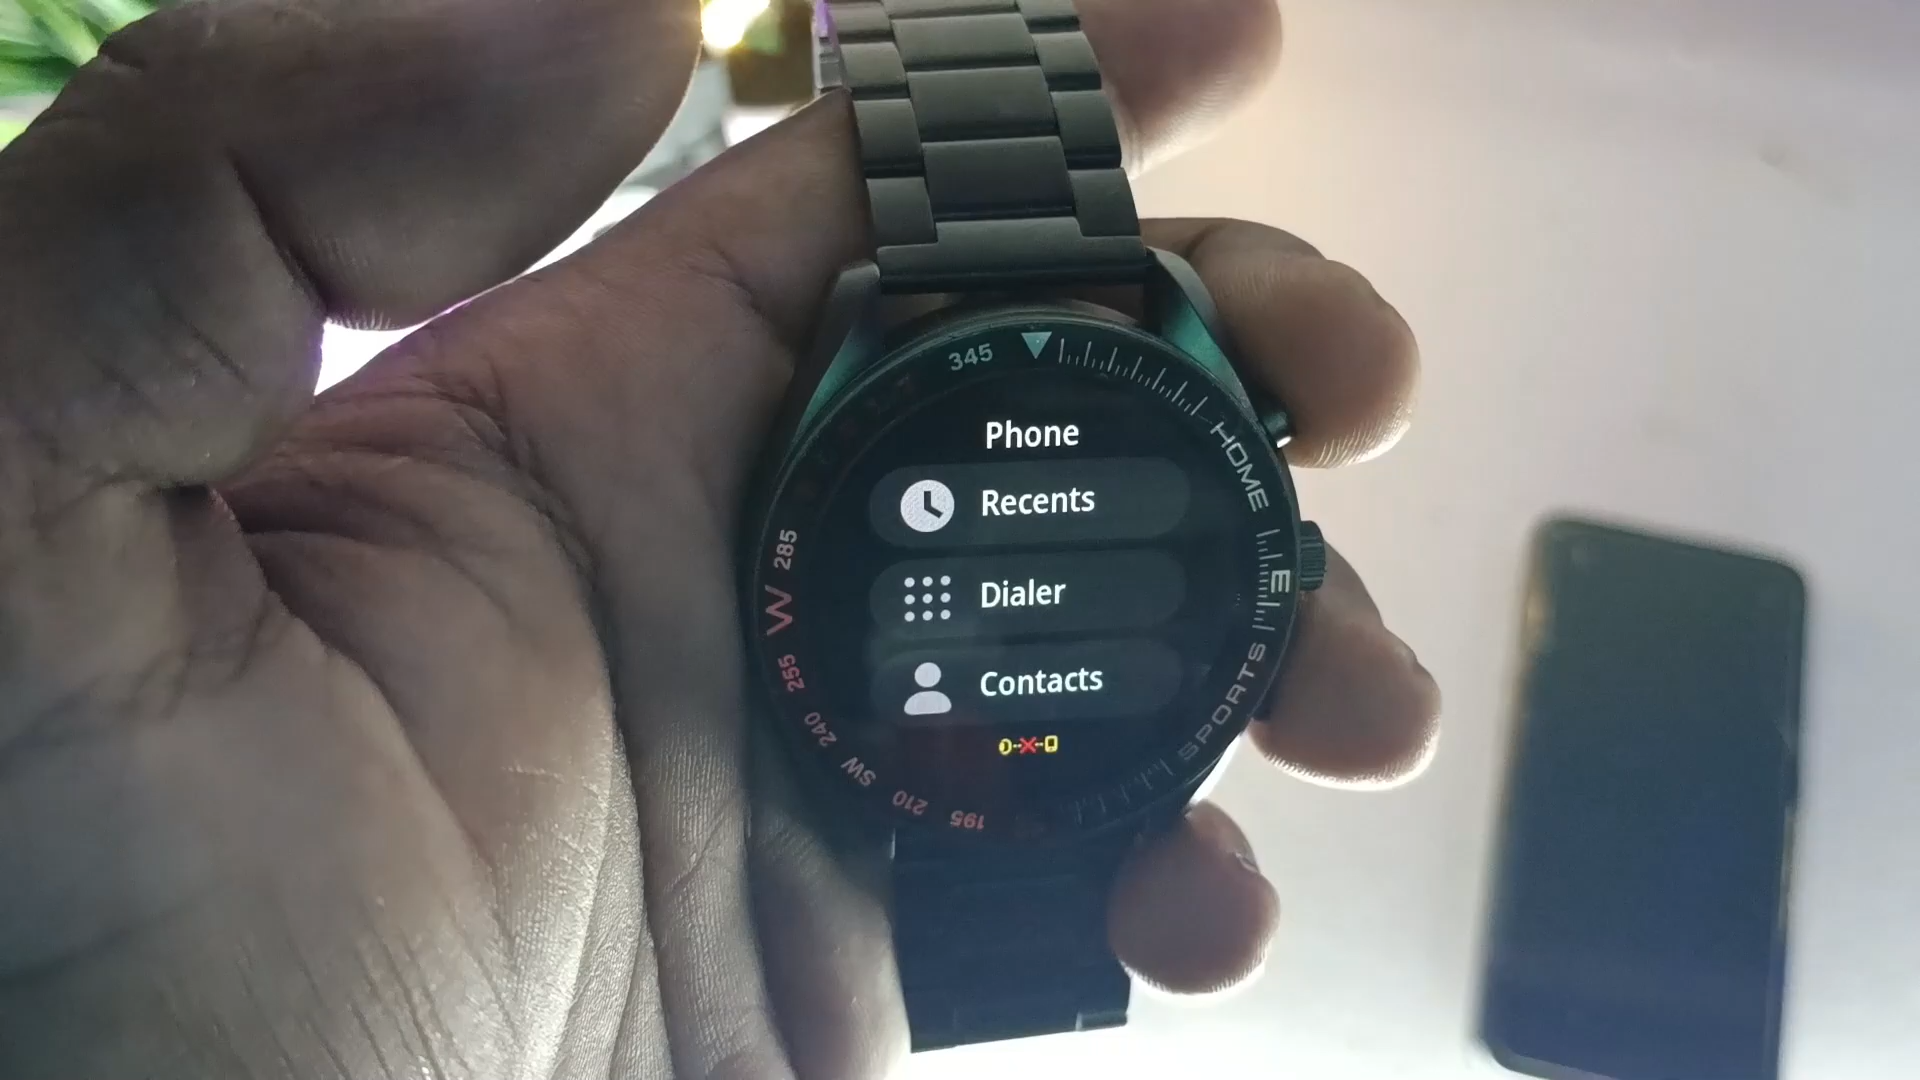 345
Phone
Recents
Dialer
Contacts
HOME
E
SPORTS
195
210
SW
240
255
W
285